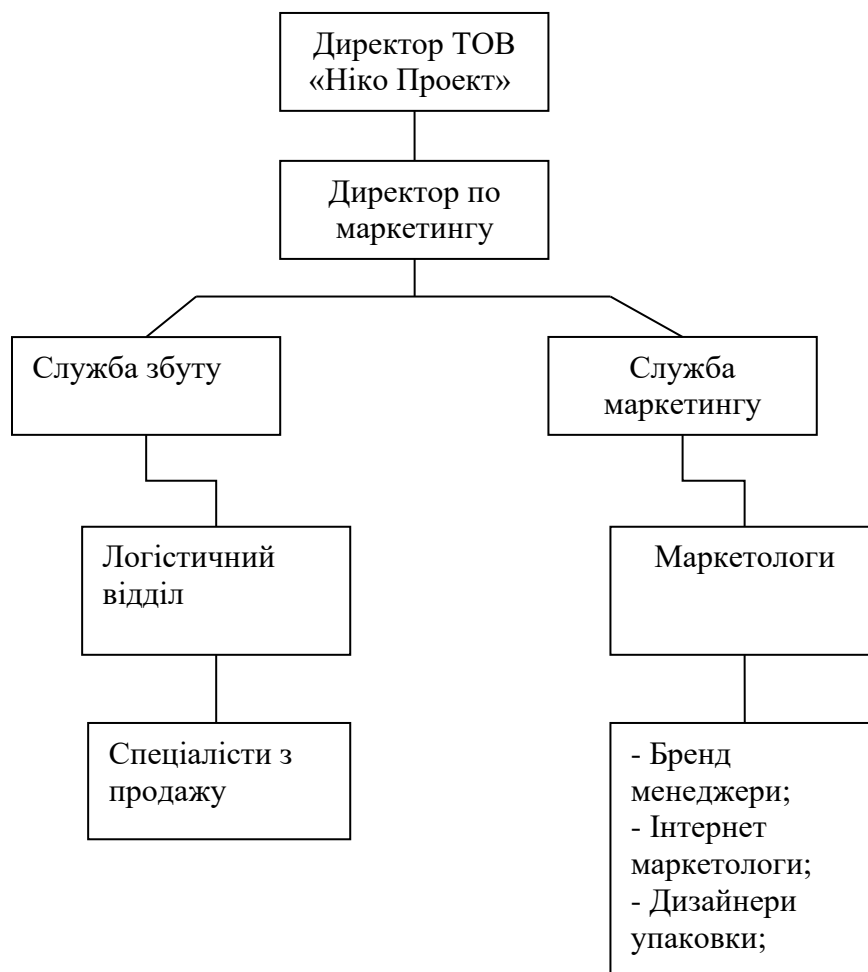 Директор ТОВ
«Ніко Проект»
Директор по
маркетингу
Служба збуту
Служба
маркетингу
Логістичний
відділ
Маркетологи
Спеціалісти з
продажу
- Бренд
менеджери;
- Інтернет
маркетологи;
- Дизайнери
упаковки;